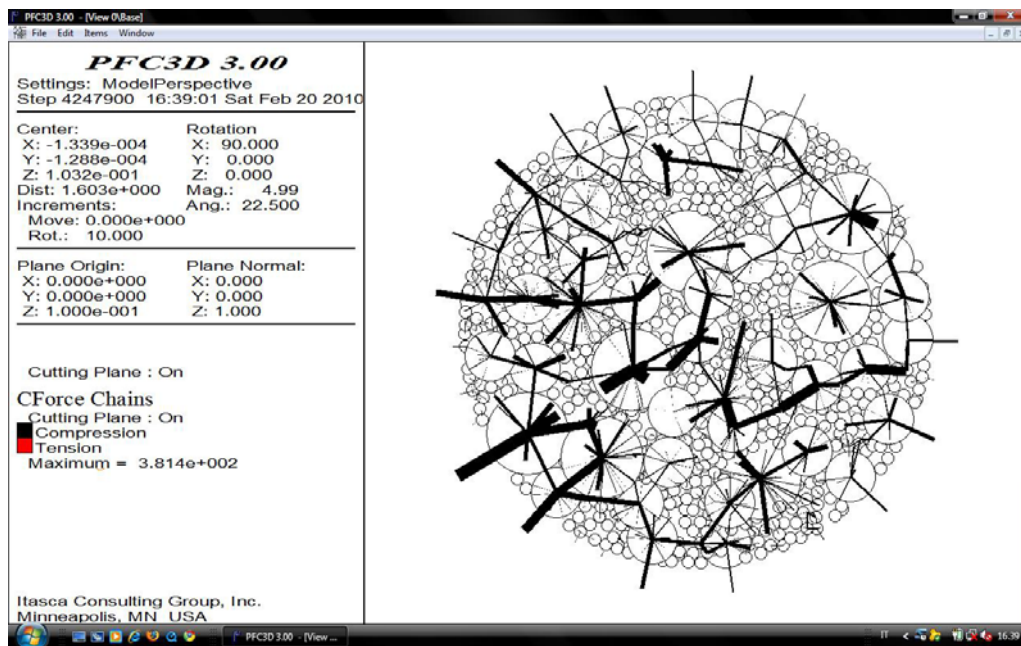 PFC3D 3.00 - [View 0\Base]
File Edit Items Window
PFC3D 3.00
Settings: ModelPerspective
Step 4247900 16:39:01 Sat Feb 20 2010
Center: Rotation
X: -1.339e-004 X: 90.000
Y: -1.288e-004 Y: 0.000
Z: 1.032e-001 Z: 0.000
Dist: 1.603e+000 Mag.: 4.99
Increments: Ang.: 22.500
Move: 0.000e+000
Rot.: 10.000
Plane Origin: Plane Normal:
X: 0.000e+000 X: 0.000
Y: 0.000e+000 Y: 0.000
Z: 1.000e-001 Z: 1.000
Cutting Plane : On
CForce Chains
Cutting Plane : On
Compression
Tension
Maximum = 3.814e+002
Itasca Consulting Group, Inc.
Minneapolis, MN USA
PFC3D 3.00 - [View ...
IT
16.39